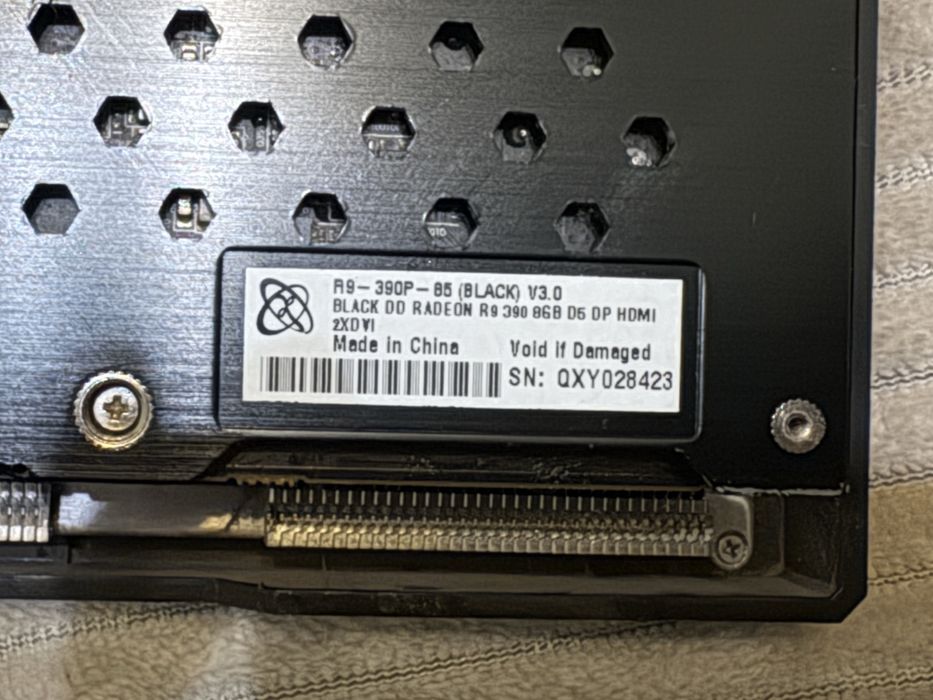 R9-390P-85 (BLACK) V3.0
BLACK DD RADEON R9 390 8GB D5 DP HDMI
2XDVI
Made in China Void If Damaged
SN: QXY028423